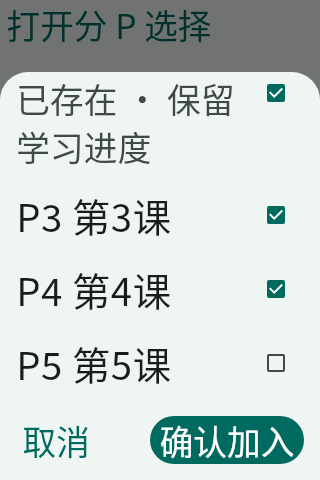 打开分 P 选择
已存在 · 保留
学习进度
P3 第3课
P4 第4课
P5 第5课
取消
确认加入